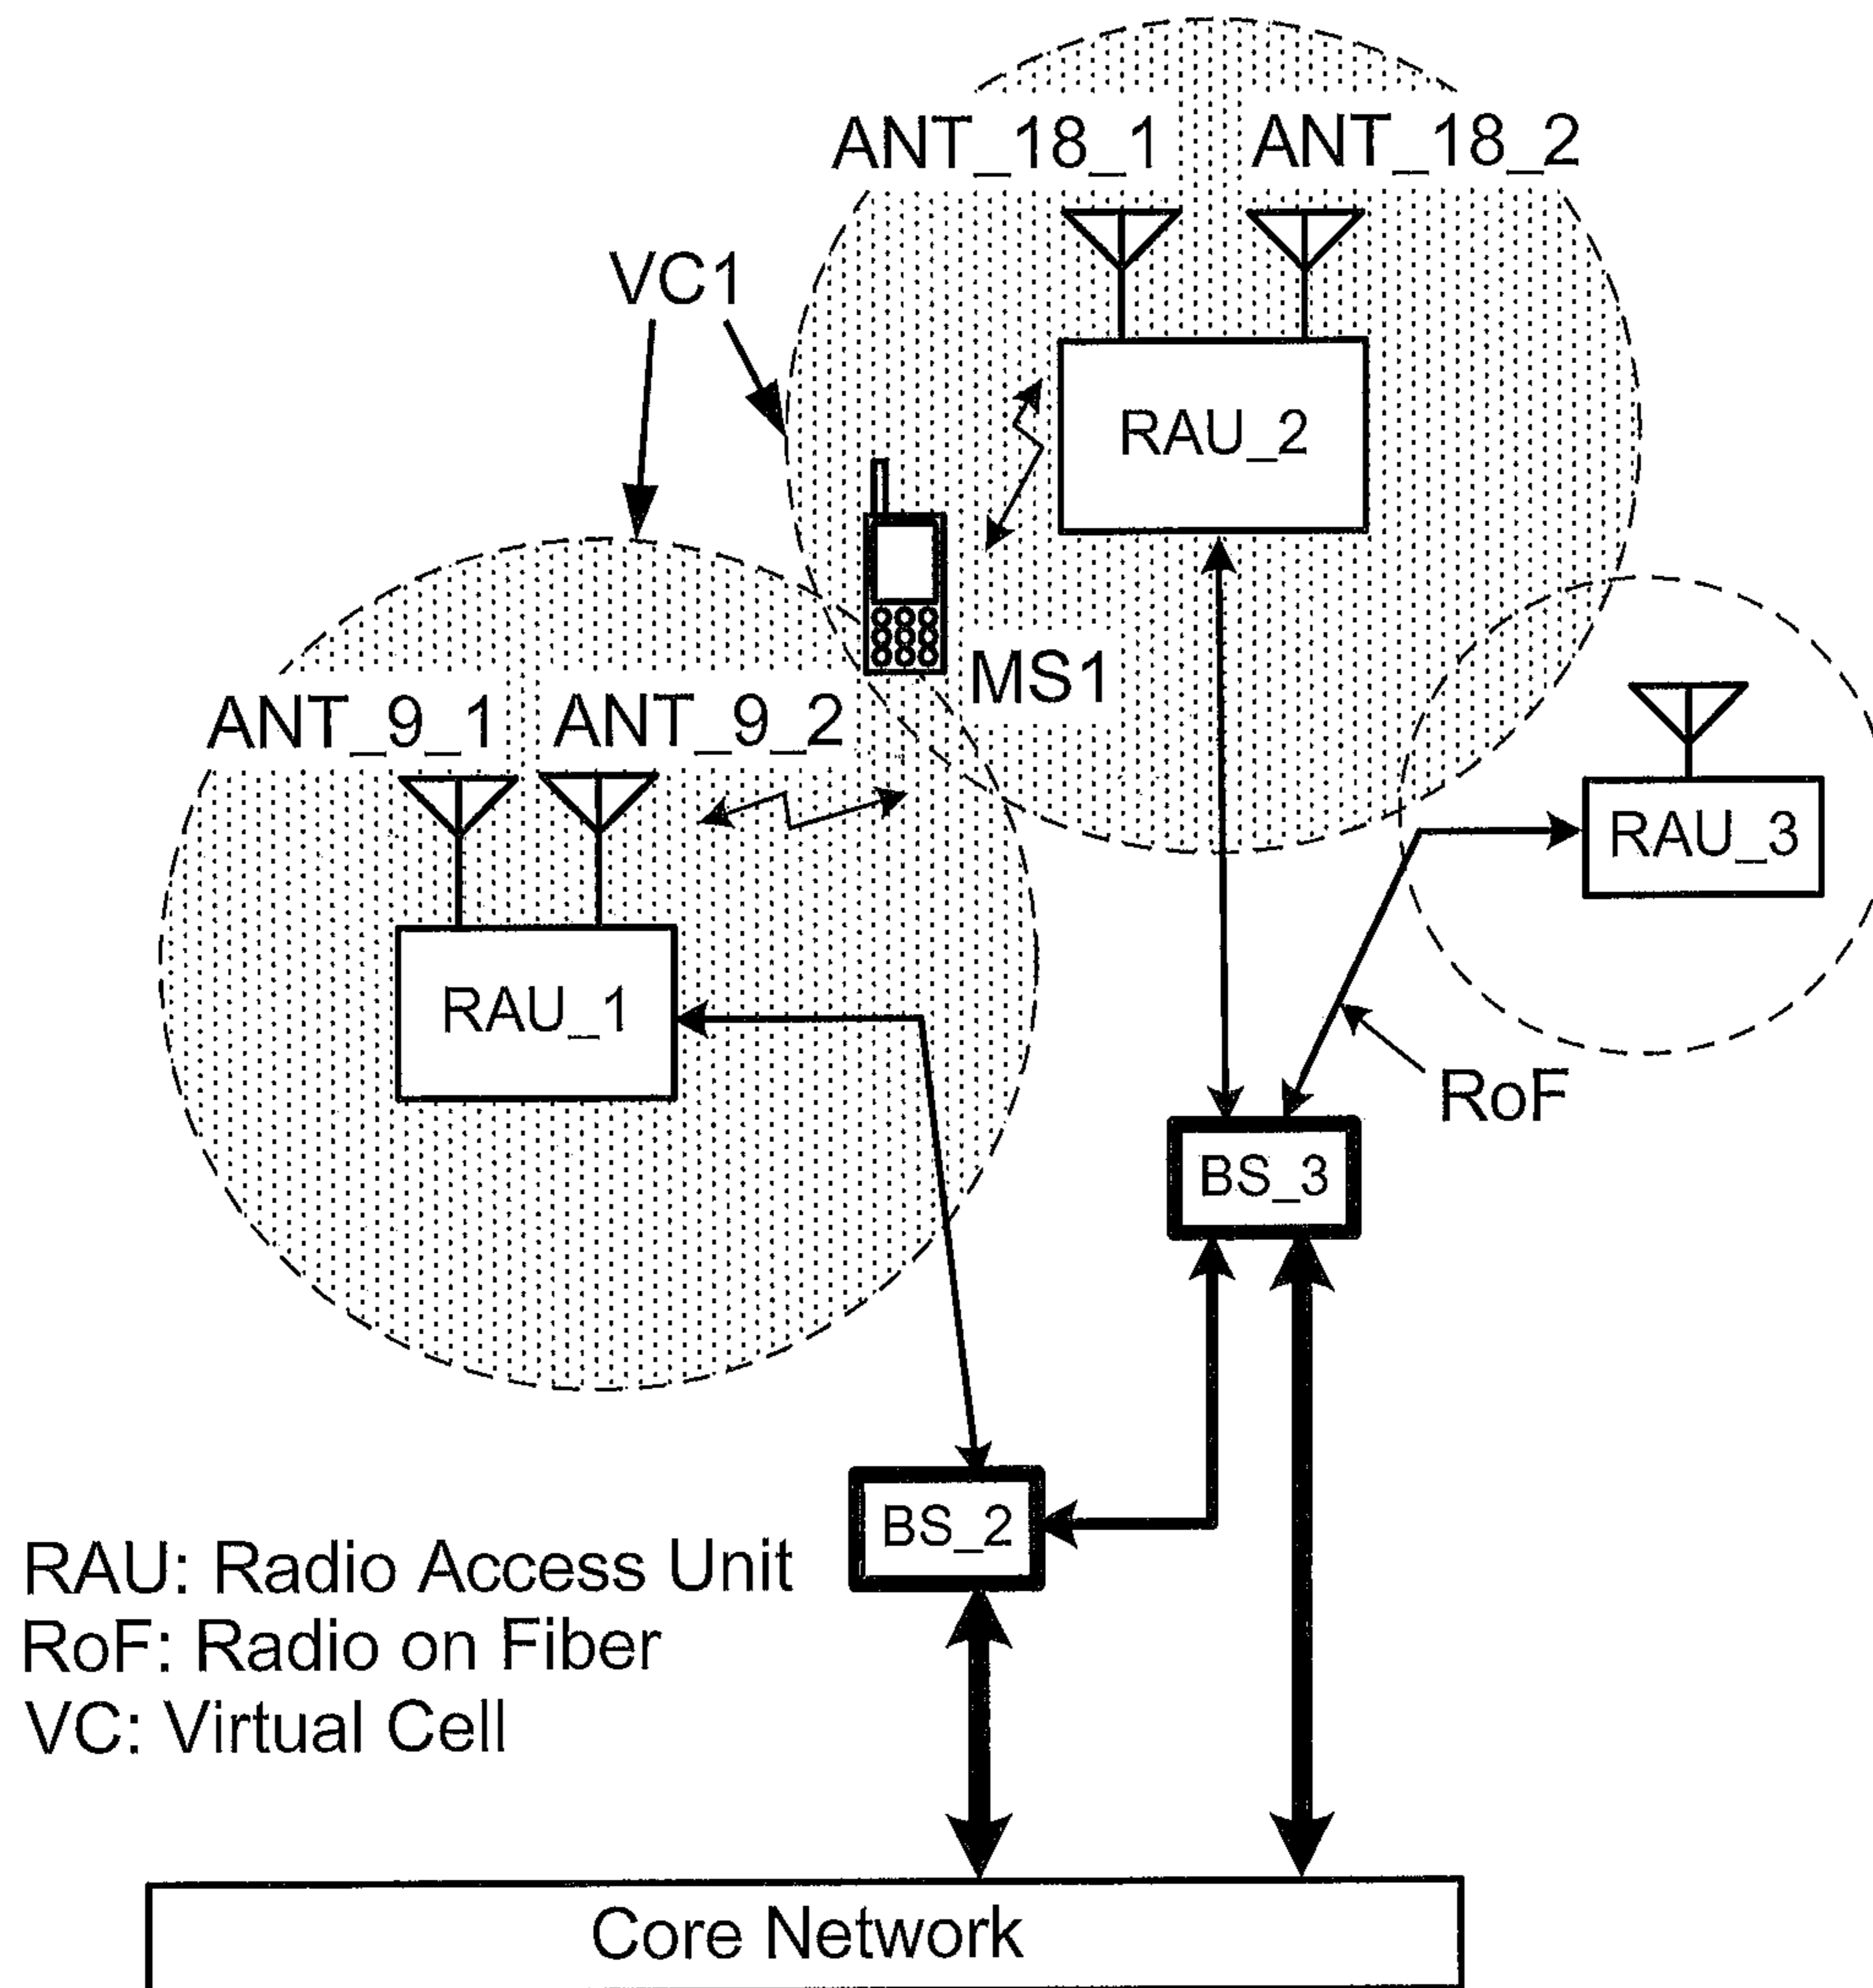 ANT_18_1 ANT_18_2
VC1
RAU_2
MS1
ANT_9_1 ANT_9_2
RAU_3
RAU_1
RoF
BS_3
BS_2
RAU: Radio Access Unit
RoF: Radio on Fiber
VC: Virtual Cell
Core Network